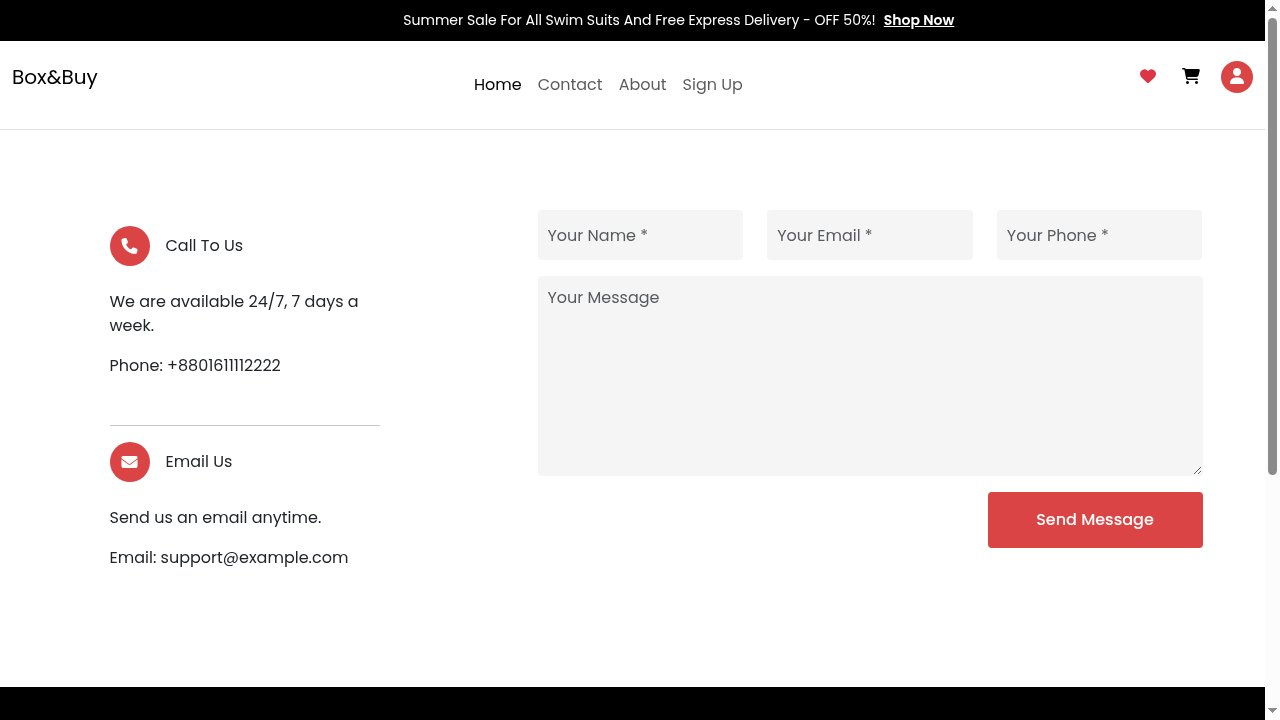 Summer Sale For All Swim Suits And Free Express Delivery - OFF 50%! Shop Now
Box&Buy
Home Contact About Sign Up
Call To Us
We are available 24/7, 7 days a
week.
Phone: +8801611112222
Email Us
Send us an email anytime.
Email: support@example.com
Your Name *
Your Email *
Your Phone *
Your Message
Send Message